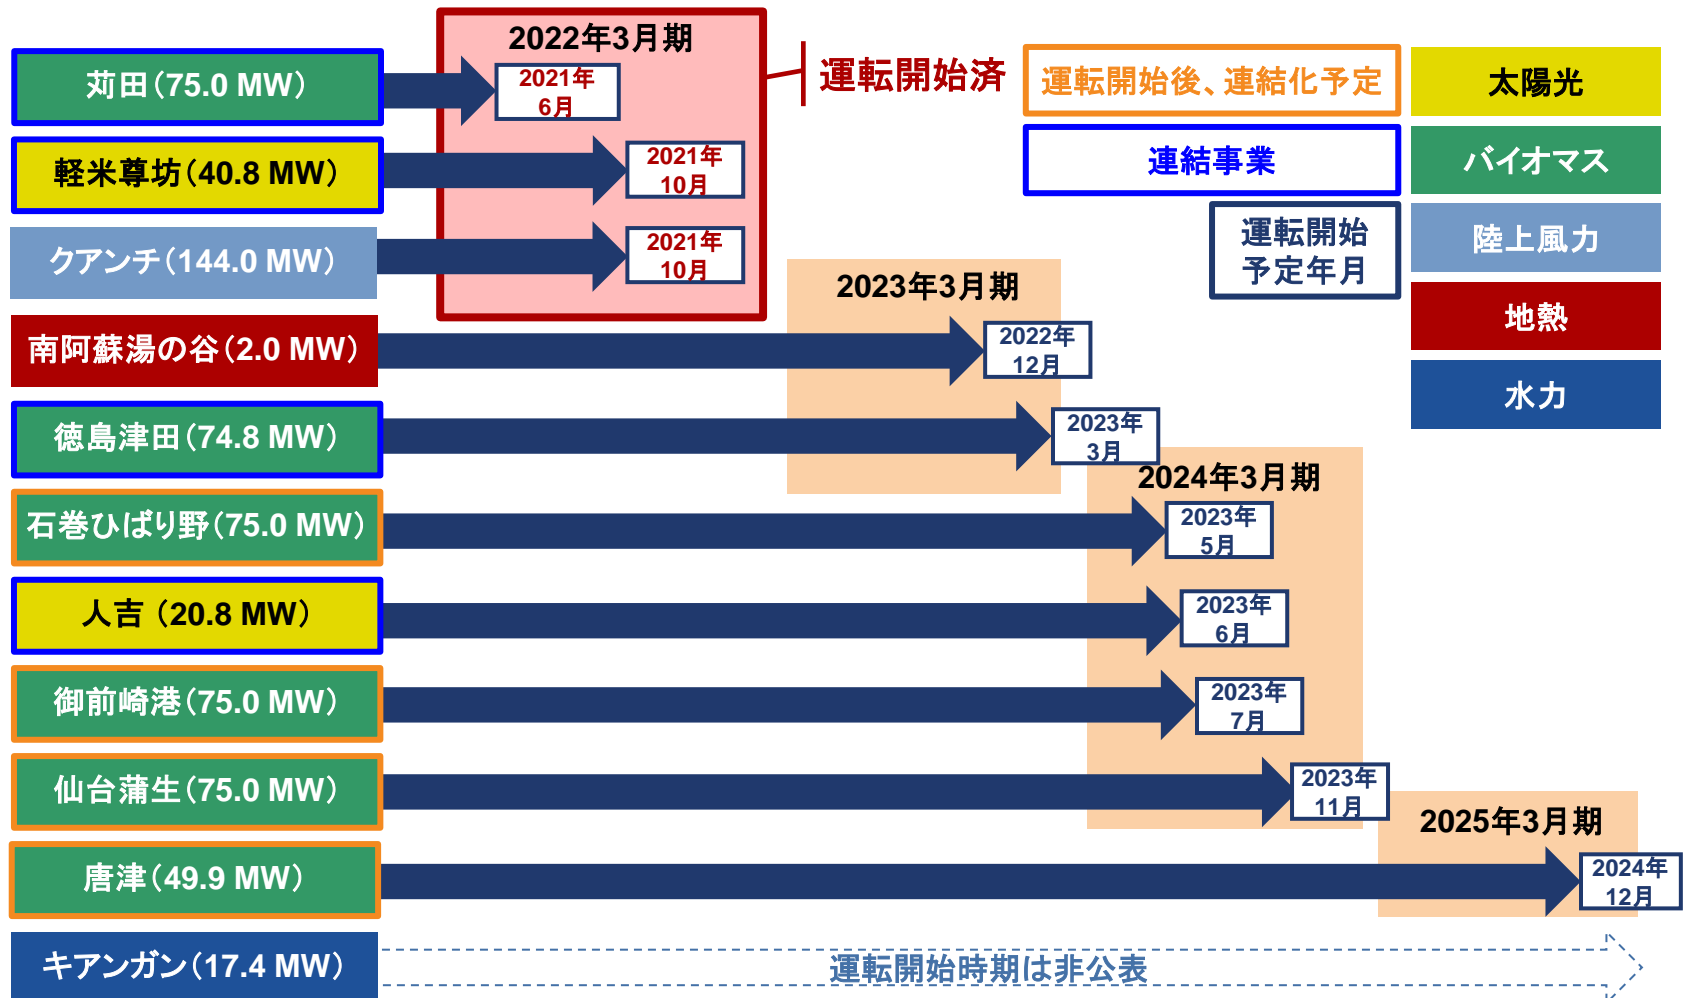 2022年3月期
苅田(75.0 MW)
2021年
6月
運転開始済
運転開始後、連結化予定
太陽光
軽米尊坊(40.8 MW)
2021年
10月
連結事業
バイオマス
クアンチ(144.0 MW)
2021年
10月
運転開始
予定年月
陸上風力
2023年3月期
南阿蘇湯の谷(2.0 MW)
2022年
12月
地熱
水力
徳島津田(74.8 MW)
2023年
3月
2024年3月期
石巻ひばり野(75.0 MW)
2023年
5月
人吉 (20.8 MW)
2023年
6月
御前崎港(75.0 MW)
2023年
7月
仙台蒲生(75.0 MW)
2023年
11月
2025年3月期
唐津(49.9 MW)
2024年
12月
キアンガン(17.4 MW)
運転開始時期は非公表